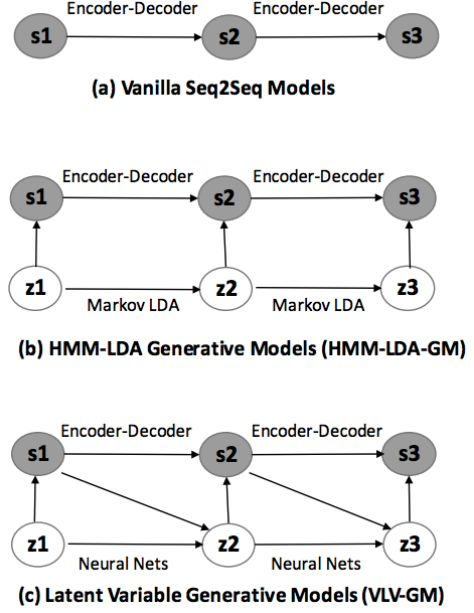 Encoder-Decoder Encoder-Decoder
s1 s2 s3
(a) Vanilla Seq2Seq Models
Encoder-Decoder Encoder-Decoder
s1 s2 s3
z1 z2 z3
Markov LDA Markov LDA
(b) HMM-LDA Generative Models (HMM-LDA-GM)
Encoder-Decoder Encoder-Decoder
s1 s2 s3
z1 z2 z3
Neural Nets Neural Nets
(c) Latent Variable Generative Models (VLV-GM)